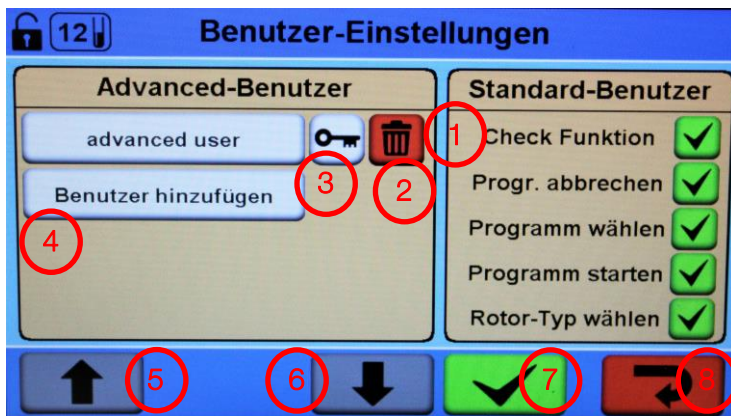 12
Benutzer-Einstellungen
Advanced-Benutzer
advanced user
3
2
Benutzer hinzufügen
4
Standard-Benutzer
1
Check Funktion
Progr. abbrechen
Programm wählen
Programm starten
Rotor-Typ wählen
5
6
7
8